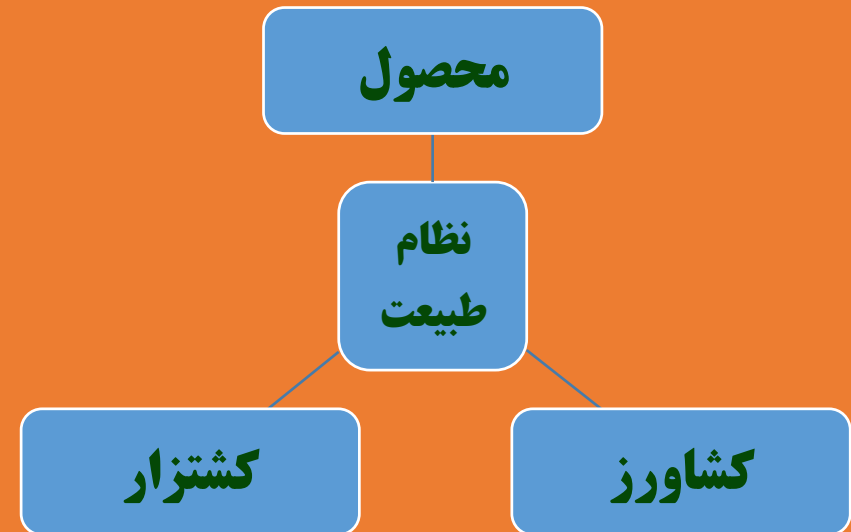 محصول
نظام
طبیعت
کشاورز
کشتزار